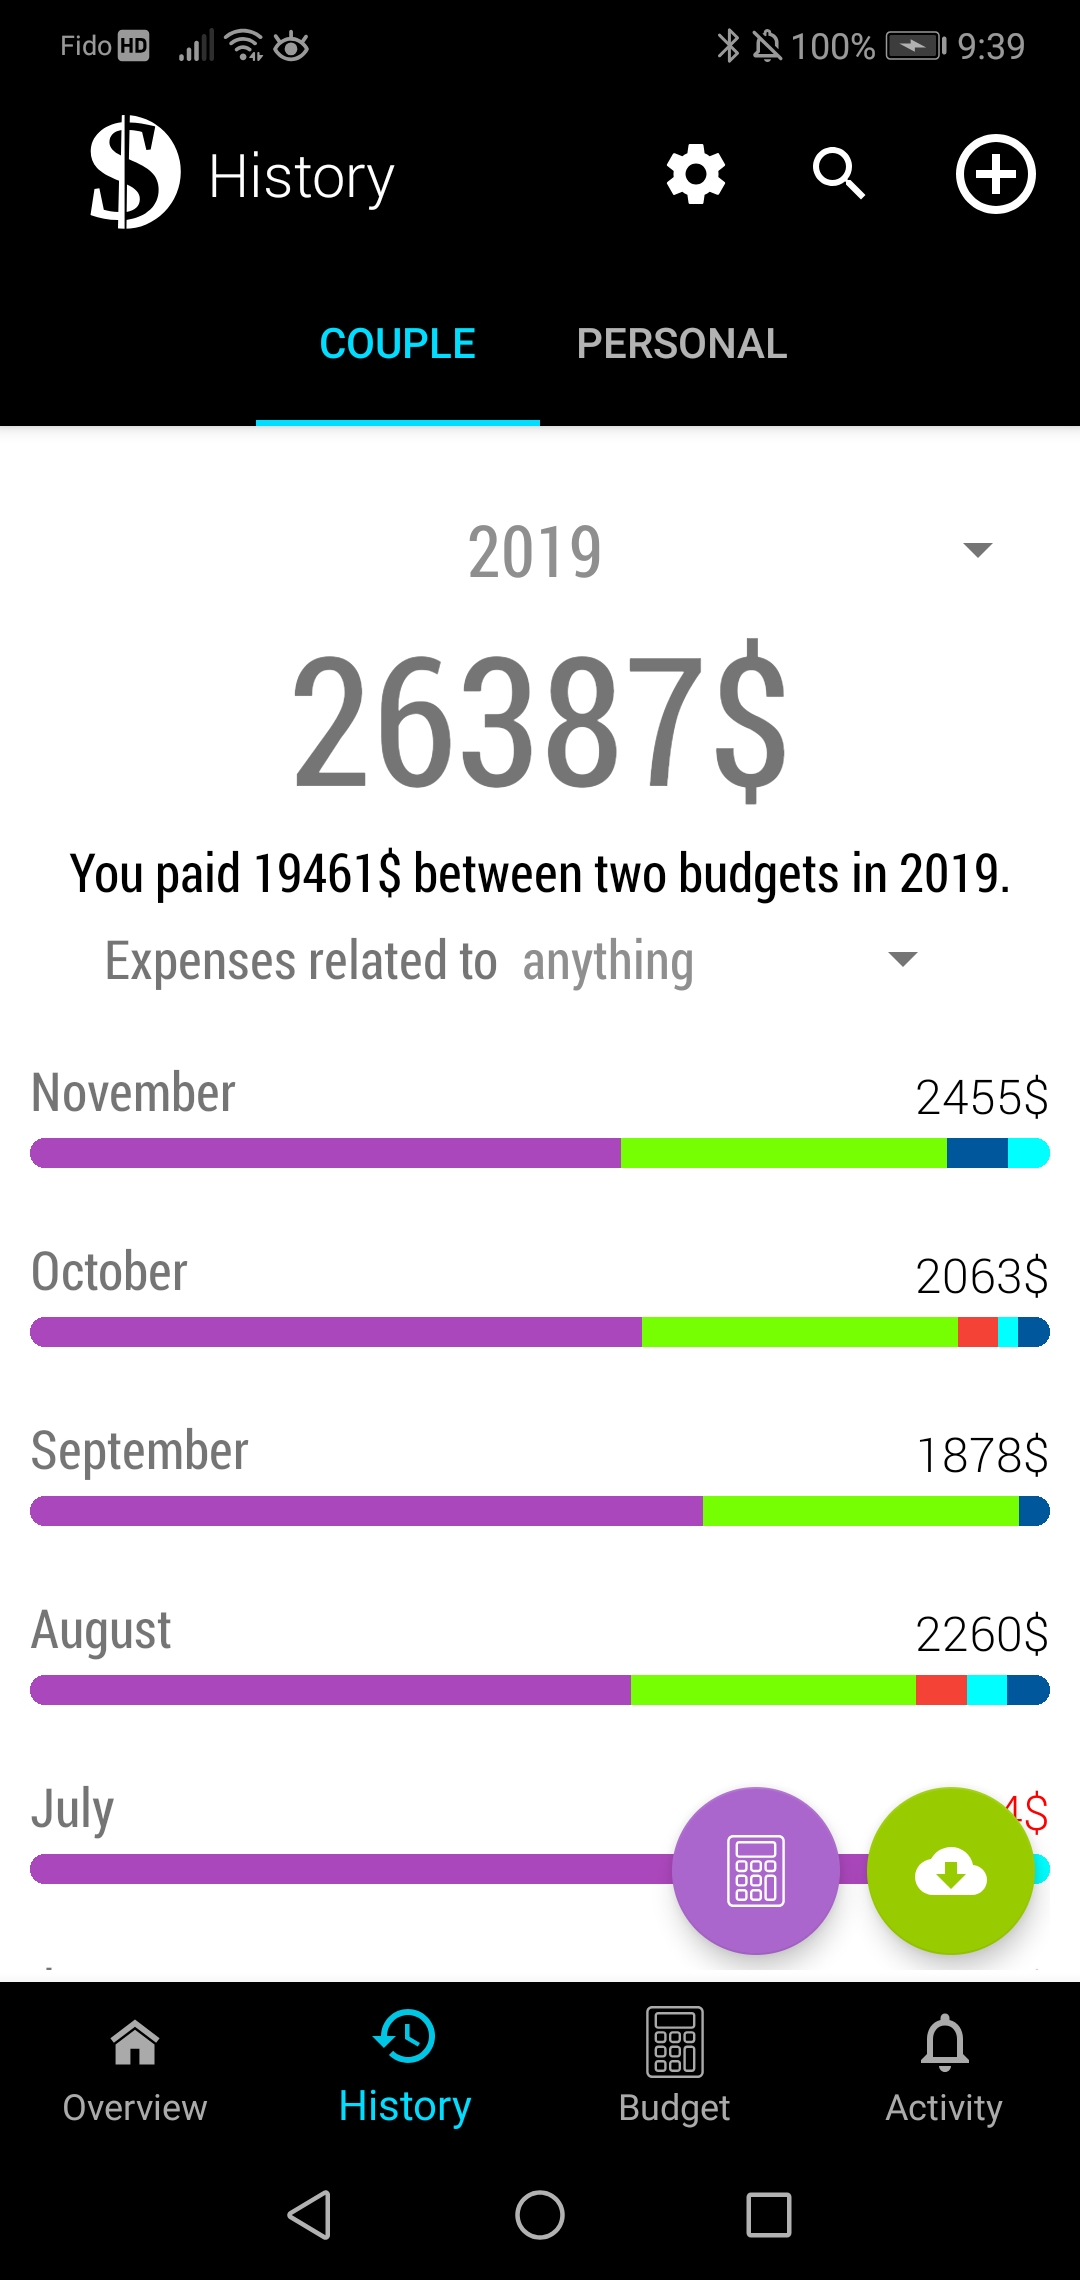 Fido HD 100% 9:39
$ History
COUPLE PERSONAL
2019
26387$
You paid 19461$ between two budgets in 2019.
Expenses related to anything
November 2455$
October 2063$
September 1878$
August 2260$
July 4$
Overview History Budget Activity